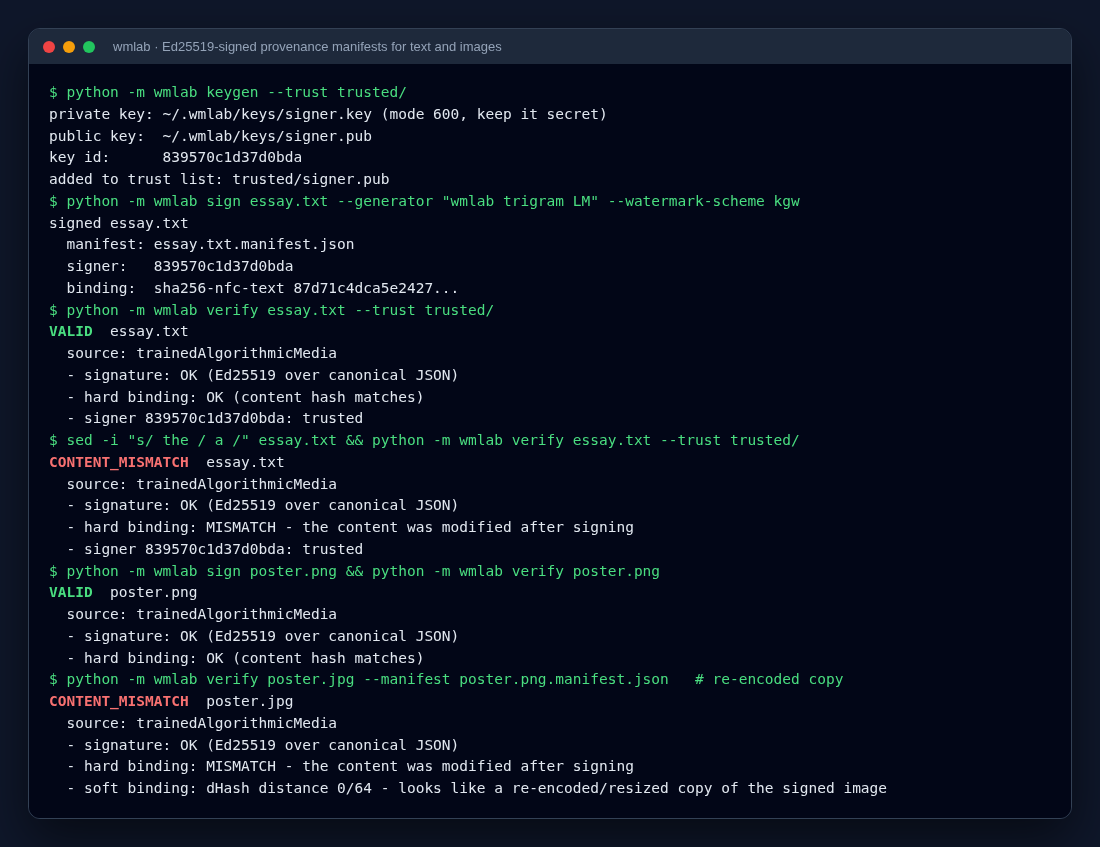 wmlab · Ed25519-signed provenance manifests for text and images
$ python -m wmlab keygen --trust trusted/
private key: ~/.wmlab/keys/signer.key (mode 600, keep it secret)
public key:  ~/.wmlab/keys/signer.pub
key id:      839570c1d37d0bda
added to trust list: trusted/signer.pub
$ python -m wmlab sign essay.txt --generator "wmlab trigram LM" --watermark-scheme kgw
signed essay.txt
  manifest: essay.txt.manifest.json
  signer:   839570c1d37d0bda
  binding:  sha256-nfc-text 87d71c4dca5e2427...
$ python -m wmlab verify essay.txt --trust trusted/
VALID  essay.txt
  source: trainedAlgorithmicMedia
  - signature: OK (Ed25519 over canonical JSON)
  - hard binding: OK (content hash matches)
  - signer 839570c1d37d0bda: trusted
$ sed -i "s/ the / a /" essay.txt && python -m wmlab verify essay.txt --trust trusted/
CONTENT_MISMATCH  essay.txt
  source: trainedAlgorithmicMedia
  - signature: OK (Ed25519 over canonical JSON)
  - hard binding: MISMATCH - the content was modified after signing
  - signer 839570c1d37d0bda: trusted
$ python -m wmlab sign poster.png && python -m wmlab verify poster.png
VALID  poster.png
  source: trainedAlgorithmicMedia
  - signature: OK (Ed25519 over canonical JSON)
  - hard binding: OK (content hash matches)
$ python -m wmlab verify poster.jpg --manifest poster.png.manifest.json   # re-encoded copy
CONTENT_MISMATCH  poster.jpg
  source: trainedAlgorithmicMedia
  - signature: OK (Ed25519 over canonical JSON)
  - hard binding: MISMATCH - the content was modified after signing
  - soft binding: dHash distance 0/64 - looks like a re-encoded/resized copy of the signed image